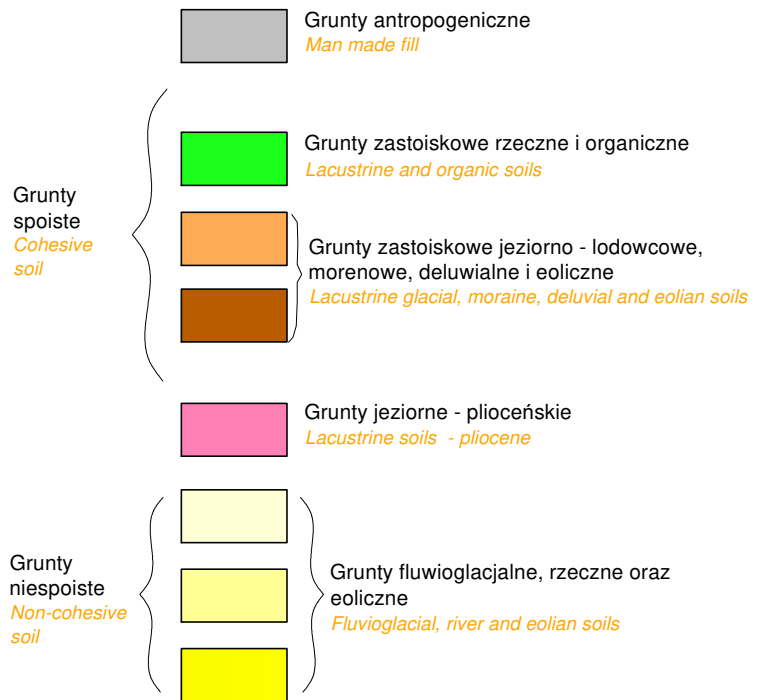 Grunty antropogeniczne
Man made fill
Grunty
spoiste
Cohesive
soil
Grunty zastoiskowe rzeczne i organiczne
Lacustrine and organic soils
Grunty zastoiskowe jeziorno - lodowcowe,
morenowe, deluwialne i eoliczne
Lacustrine glacial, moraine, deluvial and eolian soils
Grunty jeziorne - plioceńskie
Lacustrine soils - pliocene
Grunty
niespoiste
Non-cohesive
soil
Grunty fluwioglacjalne, rzeczne oraz
eoliczne
Fluvioglacial, river and eolian soils